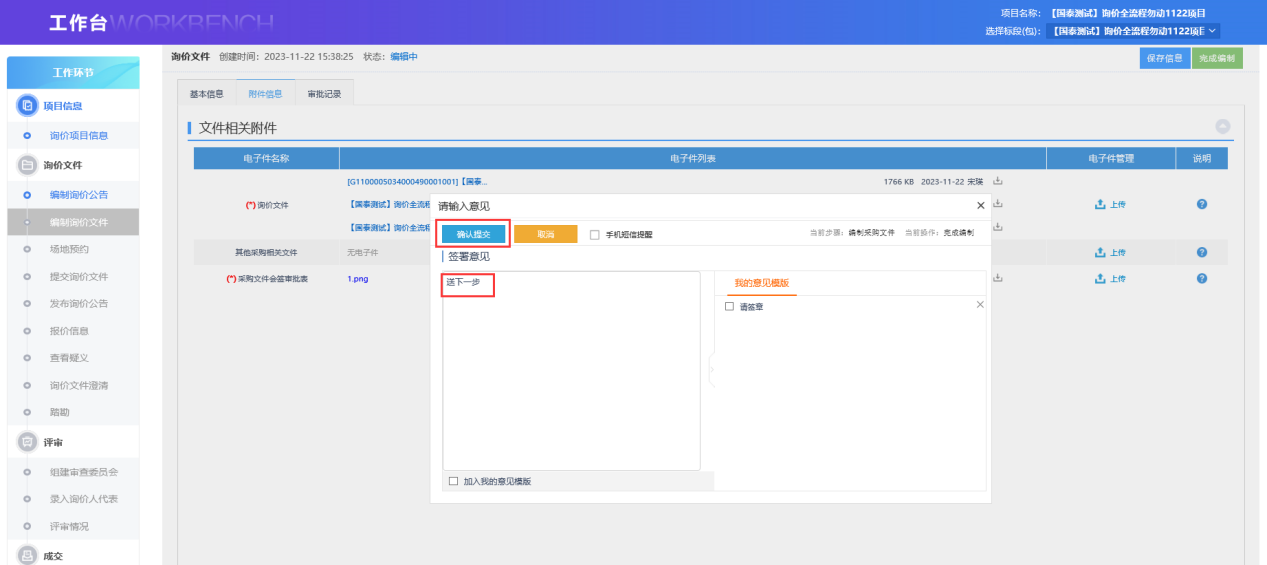 工作台WORKBENCH
项目名称： 【国泰测试】询价全流程勿动1122项目
选择标段(包)： 【国泰测试】询价全流程勿动1122项目
询价文件 创建时间：2023-11-22 15:38:25 状态：编辑中
保存信息 完成编制
工作环节
项目信息
询价项目信息
询价文件
编制询价公告
编制询价文件
场地预约
提交询价文件
发布询价公告
报价信息
查看疑义
询价文件澄清
踏勘
评审
组建审查委员会
录入询价人代表
评审情况
成交
基本信息 附件信息 审批记录
文件相关附件
电子件名称 电子件列表 电子件管理 说明
(*) 询价文件
[G1100005034000490001001]【国泰...
1766 KB 2023-11-22 宋瑛
【国泰测试】询价全流程
【国泰测试】询价全流程
上传
其他采购相关文件 无电子件 上传
(*) 采购文件会签审批表 1.png 上传
请输入意见
确认提交 取消 手机短信提醒 当前步骤：编制采购文件 当前操作：完成编制
签署意见
送下一步
我的意见模版
请签章
加入我的意见模版